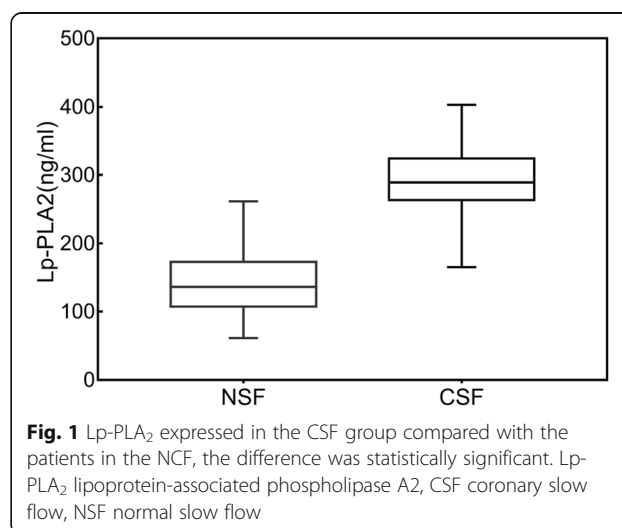 500
400
300
200
100
0
Lp-PLA2(ng/ml)
NSF CSF
Fig. 1 Lp-PLA₂ expressed in the CSF group compared with the
patients in the NCF, the difference was statistically significant. Lp-
PLA₂ lipoprotein-associated phospholipase A2, CSF coronary slow
flow, NSF normal slow flow